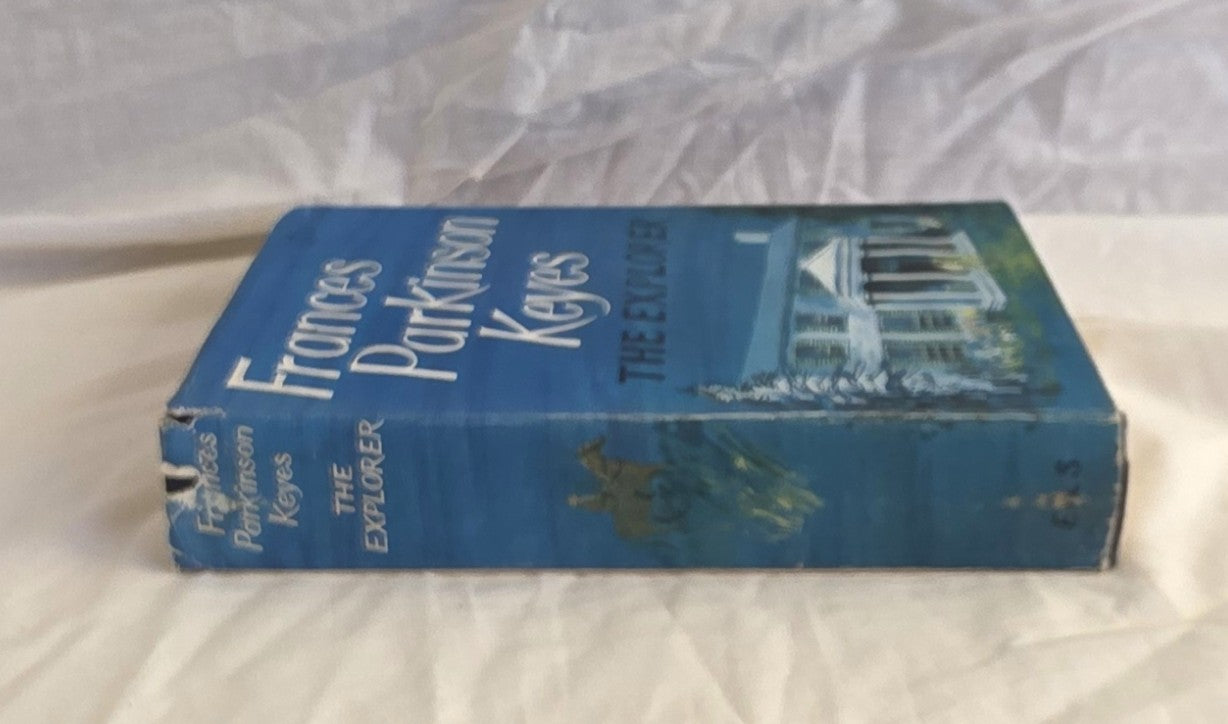 Frances
Parkinson
Keyes
THE EXPLORER
Frances
Parkinson
Keyes
THE
EXPLORER